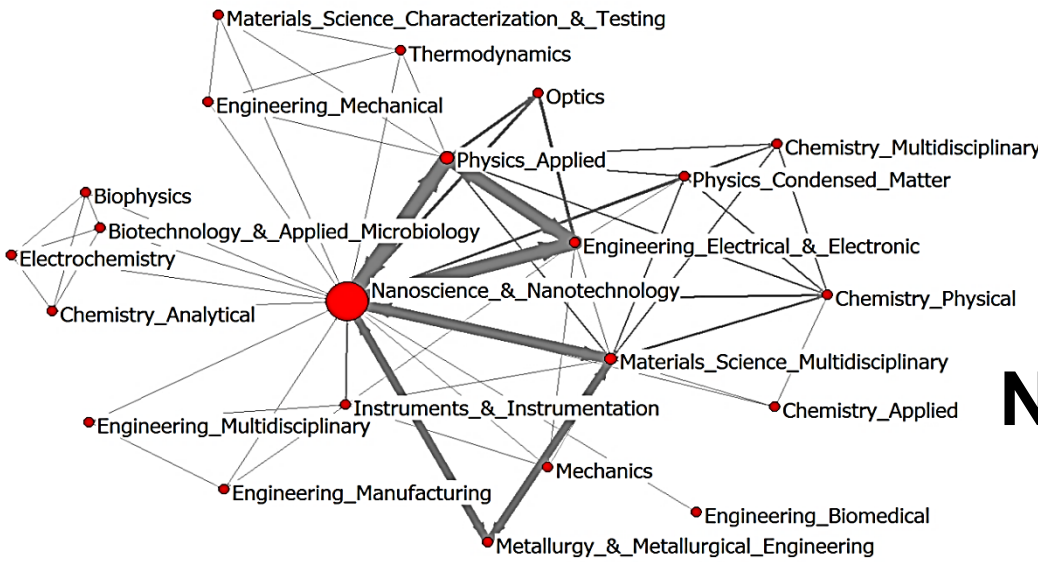 Materials_Science_Characterization_&_Testing
Thermodynamics
Optics
Engineering_Mechanical
Chemistry_Multidisciplinary
Physics_Applied
Physics_Condensed_Matter
Biophysics
Biotechnology_&_Applied_Microbiology
Engineering_Electrical_&_Electronic
Electrochemistry
Nanoscience_&_Nanotechnology
Chemistry_Physical
Chemistry_Analytical
Materials_Science_Multidisciplinary
Instruments_&_Instrumentation
Chemistry_Applied
N
Engineering_Multidisciplinary
Mechanics
Engineering_Manufacturing
Engineering_Biomedical
Metallurgy_&_Metallurgical_Engineering